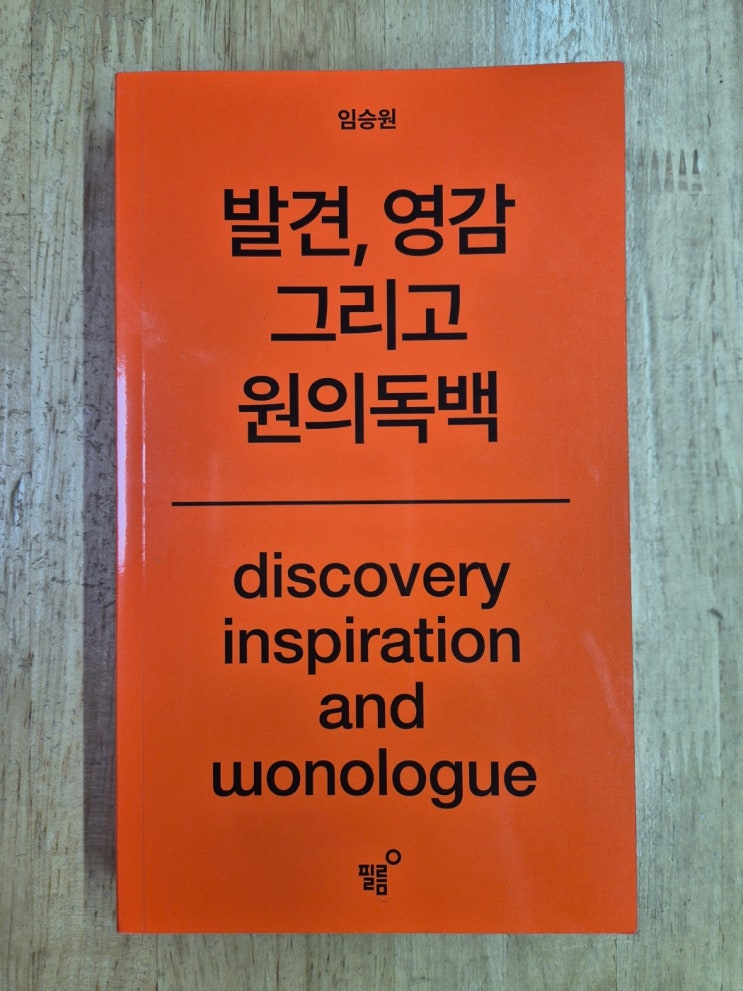 임승원
발견, 영감
그리고
원의독백
discovery
inspiration
and
wonologue
필름